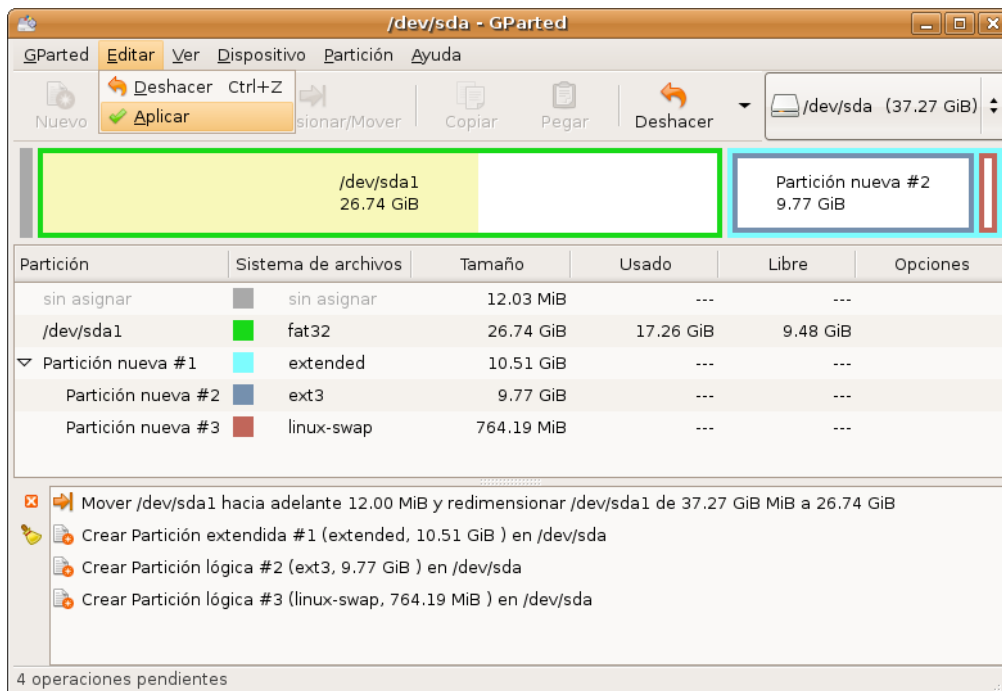 /dev/sda - GParted
GParted Editar Ver Dispositivo Partición Ayuda
Deshacer Ctrl+Z
Aplicar
Nuevo sionar/Mover Copiar Pegar Deshacer /dev/sda (37.27 GiB)
/dev/sda1
26.74 GiB
Partición nueva #2
9.77 GiB
Partición Sistema de archivos Tamaño Usado Libre Opciones
sin asignar sin asignar 12.03 MiB --- ---
/dev/sda1 fat32 26.74 GiB 17.26 GiB 9.48 GiB
Partición nueva #1 extended 10.51 GiB --- ---
Partición nueva #2 ext3 9.77 GiB --- ---
Partición nueva #3 linux-swap 764.19 MiB --- ---
Mover /dev/sda1 hacia adelante 12.00 MiB y redimensionar /dev/sda1 de 37.27 GiB MiB a 26.74 GiB
Crear Partición extendida #1 (extended, 10.51 GiB ) en /dev/sda
Crear Partición lógica #2 (ext3, 9.77 GiB ) en /dev/sda
Crear Partición lógica #3 (linux-swap, 764.19 MiB ) en /dev/sda
4 operaciones pendientes